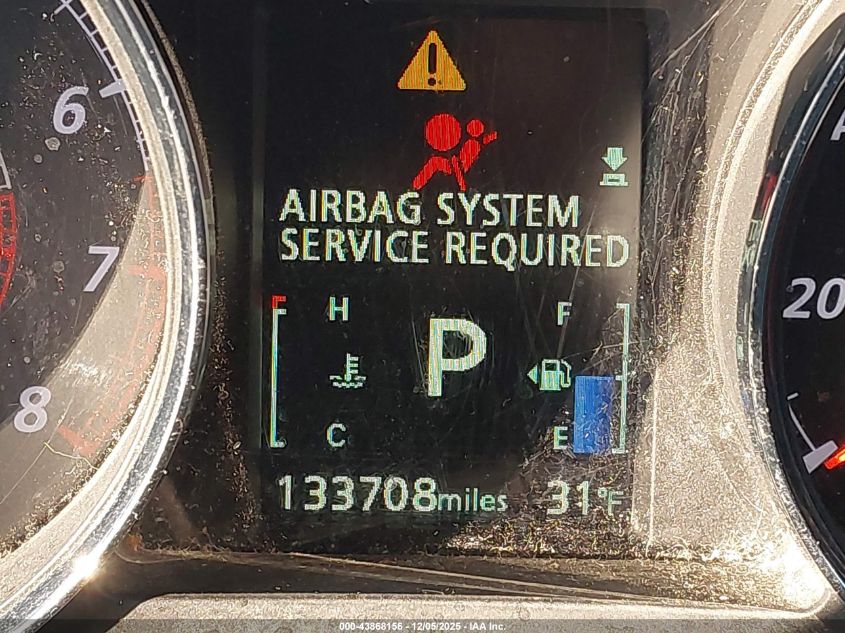 6
7
8
AIRBAG SYSTEM
SERVICE REQUIRED
H F
P
C E
133708miles 31°F
20
000-43868156 - 12/05/2025 - IAA Inc.